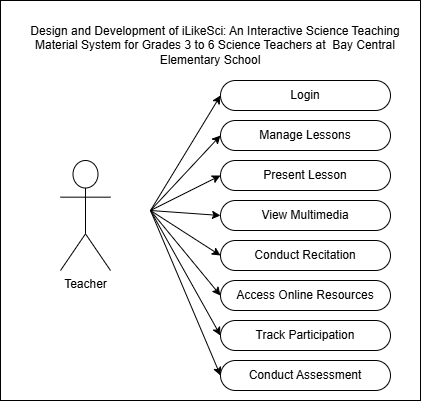 Design and Development of iLikeSci: An Interactive Science Teaching
Material System for Grades 3 to 6 Science Teachers at Bay Central
Elementary School
Login
Manage Lessons
Present Lesson
View Multimedia
Conduct Recitation
Access Online Resources
Track Participation
Conduct Assessment
Teacher